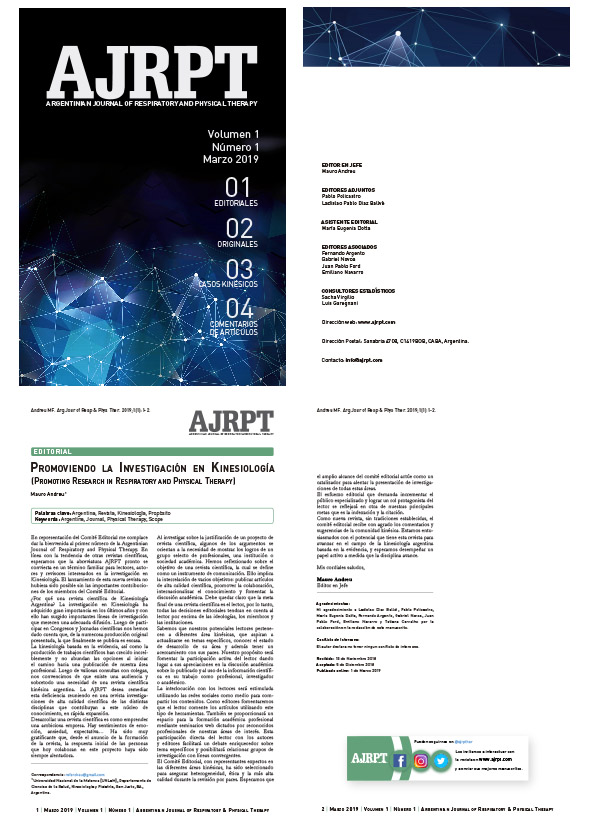 AJRPT
ARGENTINIAN JOURNAL OF RESPIRATORY AND PHYSICAL THERAPY
Volumen 1
Número 1
Marzo 2019
01
EDITORIALES
02
ORIGINALES
03
CASOS KINÉSICOS
04
COMENTARIOS
DE ARTÍCULOS
EDITOR EN JEFE
Mauro Andreu
EDITORES ADJUNTOS
Pablo Policastro
Ladislao Pablo Diaz Ballvé
ASISTENTE EDITORIAL
María Eugenia Dotta
EDITORES ASOCIADOS
Fernando Argento
Gabriel Navoa
Juan Pablo Ford
Emiliano Navarro
CONSULTORES ESTADÍSTICOS
Sacha Virgilio
Luis Garegnani
Dirección web: www.ajrpt.com
Dirección Postal: Sanabria 4708, C1419BOB, CABA, Argentina.
Contacto: info@ajrpt.com
Andreu MF. Arg Jour of Resp & Phys Ther. 2019;1(1): 1-2.
AJRPT
EDITORIAL
PROMOVIENDO LA INVESTIGACIÓN EN KINESIOLOGÍA
(PROMOTING RESEARCH IN RESPIRATORY AND PHYSICAL THERAPY)
Mauro Andreu¹
Palabras clave: Argentina, Revista, Kinesiología, Propósito
Keywords: Argentina, Journal, Physical Therapy, Scope
En representación del Comité Editorial me complace
dar la bienvenida al primer número de la Argentinian
Journal of Respiratory and Physical Therapy. En
línea con la tendencia de otras revistas científicas,
esperamos que la abreviatura AJRPT pronto se
convierta en un término familiar para lectores, auto-
res y revisores interesados en la investigación en
Kinesiología. El lanzamiento de esta nueva revista no
hubiera sido posible sin las importantes contribucio-
nes de los miembros del Comité Editorial.
¿Por qué una revista científica de Kinesiología
Argentina? La investigación en Kinesiología ha
adquirido gran importancia en los últimos años y con
ello han surgido importantes líneas de investigación
que merecen una adecuada difusión. Luego de parti-
cipar en Congresos y Jornadas científicas nos hemos
dado cuenta que, de la numerosa producción original
presentada, la que finalmente se publica es escasa.
La kinesiología basada en la evidencia, así como la
producción de trabajos científicos han crecido increí-
blemente y no abundan las opciones al iniciar
el camino hacia una publicación de nuestra área
profesional. Luego de valiosas consultas con colegas,
nos convencimos de que existe una audiencia y
sobretodo una necesidad de una revista científica
kinésica argentina. La AJRPT desea remediar
esta deficiencia reuniendo en una revista investiga-
ciones de alta calidad científica de las distintas
disciplinas que contribuyan a este núcleo de
conocimiento, en rápida expansión.
Desarrollar una revista científica es como emprender
una ambiciosa empresa. Hay sentimientos de emo-
ción, ansiedad, expectativa... Ha sido muy
gratificante que, desde el anuncio de la formación
de la revista, la respuesta inicial de las personas
que hoy colaboran en este proyecto haya sido
siempre alentadora.
Al investigar sobre la justificación de un proyecto de
revista científica, algunos de los argumentos se
orientan a la necesidad de mostrar los logros de un
grupo selecto de profesionales, una institución o
sociedad académica. Hemos reflexionado sobre el
objetivo de una revista científica, la cual se define
como un instrumento de comunicación. Ello implica
la interrelación de varios objetivos: publicar artículos
de alta calidad científica, promover la colaboración,
internacionalizar el conocimiento y fomentar la
discusión académica. Debe quedar claro que la meta
final de una revista científica es el lector, por lo tanto,
todas las decisiones editoriales tendrán en cuenta al
lector por encima de las ideologías, los miembros y
las instituciones.
Sabemos que nuestros potenciales lectores pertene-
cen a diferentes área kinésicas, que aspiran a
actualizarse en temas específicos, conocer el estado
de desarrollo de su área y además tener un
acercamiento con sus pares. Nuestro propósito será
fomentar la participación activa del lector dando
lugar a sus apreciaciones en la discusión académica
sobre lo publicado y al uso de la información científi-
ca en su trabajo como profesional, investigador
o académico.
La interlocución con los lectores será estimulada
utilizando las redes sociales como medio para com-
partir los contenidos. Como editores fomentaremos
que el lector comente los artículos utilizando este
tipo de herramientas. También se proporcionará un
espacio para la formación académica profesional
mediante seminarios web dictados por reconocidos
profesionales de nuestras áreas de interés. Esta
participación directa del lector con los autores
y editores facilitará un debate enriquecedor sobre
temas específicos y posibilitará relacionar grupos de
investigación con líneas convergentes.
El Comité Editorial, con representantes expertos en
las diferentes áreas kinésicas, ha sido seleccionado
para asegurar heterogeneidad, ética y la más alta
calidad durante la revisión por pares. Esperamos que
¹Universidad Nacional de la Matanza (UNLaM), Departamento de
Ciencias de la Salud, Kinesiología y Fisiatría, San Justo, BA,
Argentina.
1 | MARZO 2019 | VOLUMEN 1 | NÚMERO 1 | ARGENTINIAN JOURNAL OF RESPIRATORY & PHYSICAL THERAPY
Andreu MF. Arg Jour of Resp & Phys Ther. 2019;1(1): 1-2.
el amplio alcance del comité editorial actúe como un
catalizador para alentar la presentación de investiga-
ciones de todas estas áreas.
El esfuerzo editorial que demanda incrementar el
público especializado y lograr un rol protagonista del
lector se reflejan en otra de nuestras principales
metas que es la indexación y la citación.
Como nueva revista, sin tradiciones establecidas, el
comité editorial recibe con agrado los comentarios y
sugerencias de la comunidad kinésica. Estamos entu-
siasmados con el potencial que tiene esta revista para
avanzar en el campo de la kinesiología argentina
basada en la evidencia, y esperamos desempeñar un
papel activo a medida que la disciplina avance.
Mis cordiales saludos,
Mauro Andreu
Editor en Jefe
Agradecimientos:
Mi agradecimiento a Ladislao Diaz Ballvé, Pablo Policastro,
María Eugenia Dotta, Fernando Argento, Gabriel Navoa, Juan
Pablo Ford, Emiliano Navarro y Tatiana González por la
colaboración en la redacción de este manuscrito.
Conflicto de intereses:
El autor declara no tener ningún conflicto de intereses.
Recibido: 15 de Noviembre 2018
Publicado online: 1 de Marzo 2019
AJRPT
Puedes seguirnos en @ajrpt
Los invitamos a interactuar con
la revista en www.ajrpt.com
y a enviar sus mejores manuscritos.
2 | MARZO 2019 | VOLUMEN 1 | NÚMERO 1 | ARGENTINIAN JOURNAL OF RESPIRATORY & PHYSICAL THERAPY